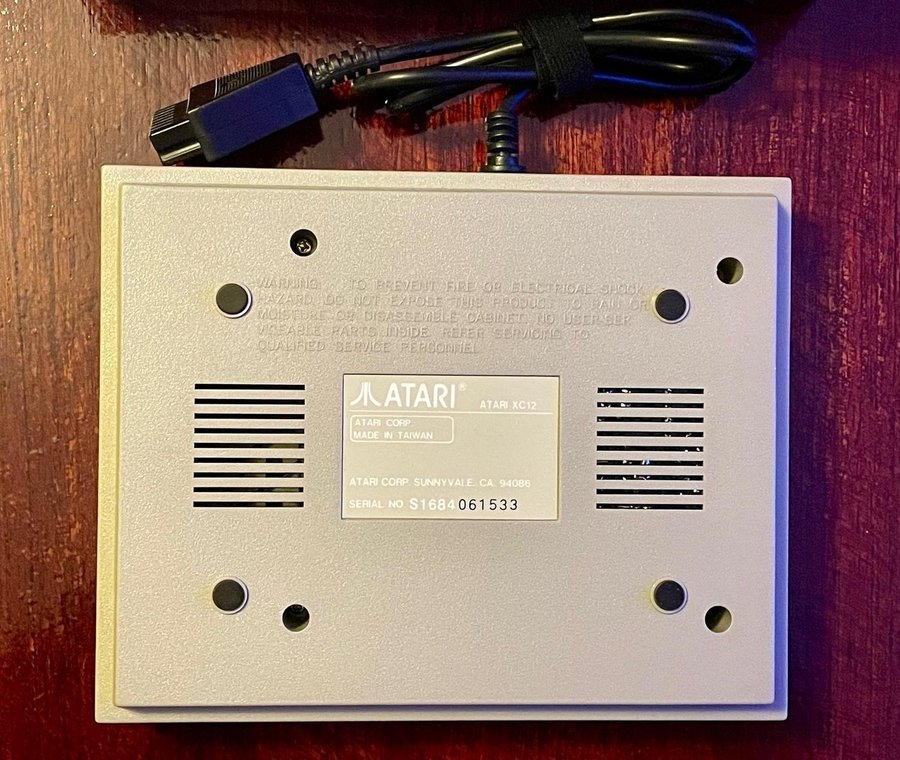 WARNING: TO PREVENT FIRE OR ELECTRICAL SHOCK
HAZARD, DO NOT EXPOSE THIS PRODUCT TO RAIN OR
MOISTURE OR DISASSEMBLE CABINET. NO USER SER
VICEABLE PARTS INSIDE. REFER SERVICING TO
QUALIFIED SERVICE PERSONNEL.
ATARI®
ATARI XC12
ATARI CORP.
MADE IN TAIWAN
ATARI CORP. SUNNYVALE. CA. 94086
SERIAL NO S1684 061533